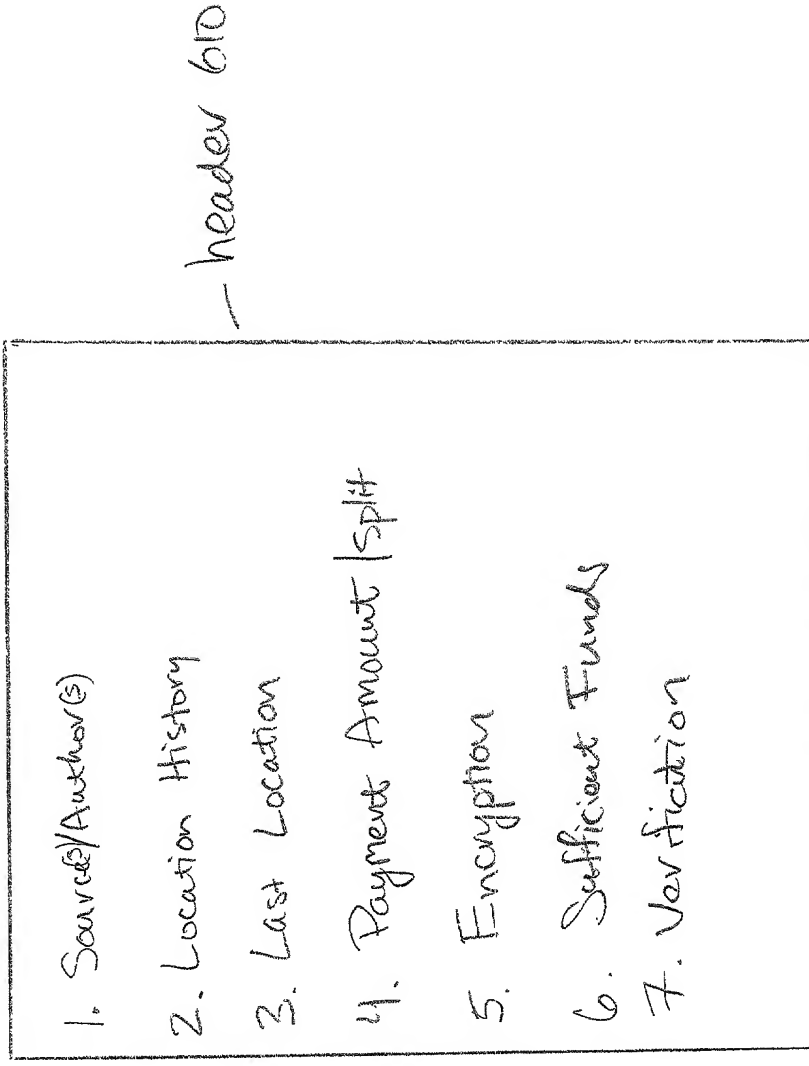 — header 610
1. Source(s)/Author(s)
2. Location History
3. Last Location
4. Payment Amount/Split
5. Encryption
6. Sufficient Funds
7. Verification